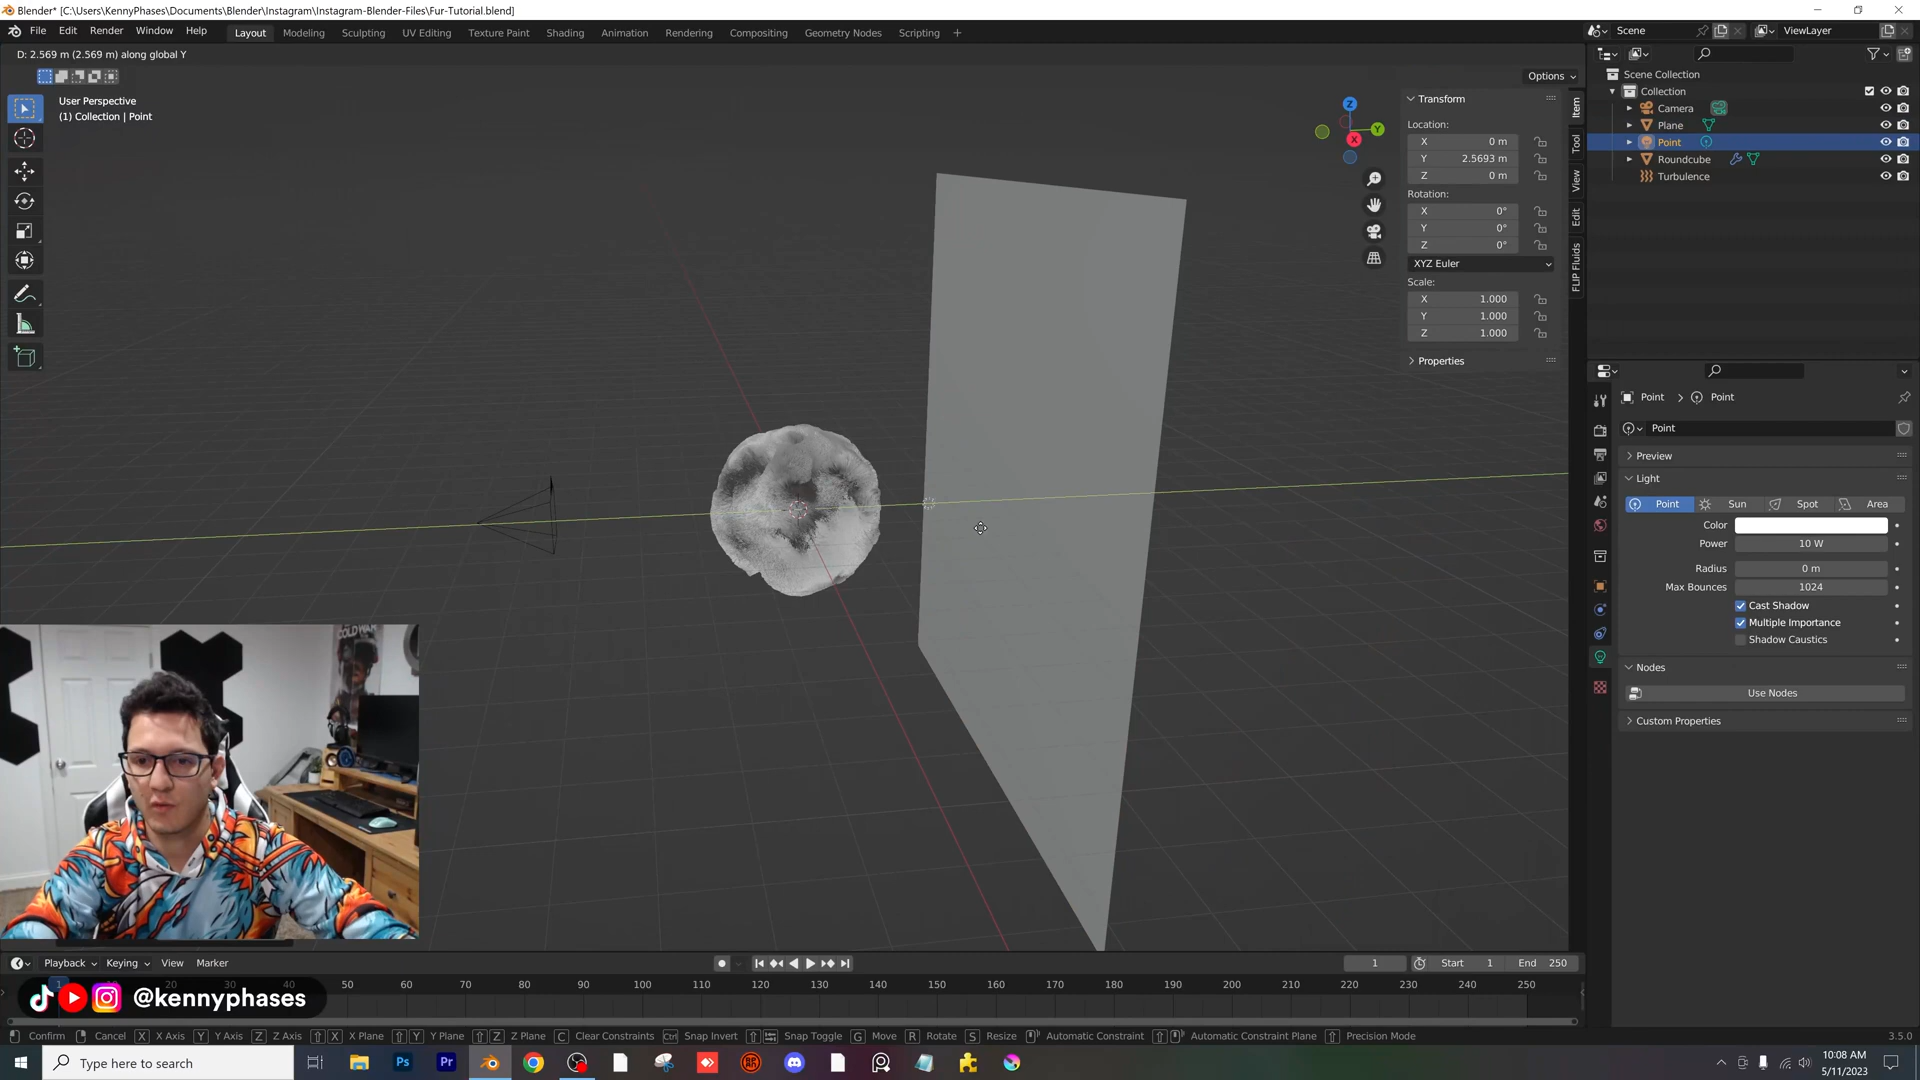 Blender* [C:\Users\KennyPhases\Documents\Blender\Instagram\Instagram-Blender-Files\Fur-Tutorial.blend]
File Edit Render Window Help Layout Modeling Sculpting UV Editing Texture Paint Shading Animation Rendering Compositing Geometry Nodes Scripting + Scene ViewLayer
D: 2.569 m (2.569 m) along global Y
Options
User Perspective
(1) Collection | Point
Z
Y
X
Transform
Location:
X 0 m
Y 2.5693 m
Z 0 m
Rotation:
X 0°
Y 0°
Z 0°
XYZ Euler
Scale:
X 1.000
Y 1.000
Z 1.000
Properties
Item
Tool
View
Edit
FLIP Fluids
Scene Collection
Collection
Camera
Plane
Point
Roundcube
Turbulence
Point Point
Point
Preview
Light
Point Sun Spot Area
Color
Power 10 W
Radius 0 m
Max Bounces 1024
Cast Shadow
Multiple Importance
Shadow Caustics
Nodes
Use Nodes
Custom Properties
COLD WAR
Playback Keying View Marker 1 Start 1 End 250
1 20 30 40 50 60 70 80 90 100 110 120 130 140 150 160 170 180 190 200 210 220 230 240 250
@kennyphases
Confirm Cancel X X Axis Y Y Axis Z Z Axis X X Plane Y Y Plane Z Z Plane C Clear Constraints Ctrl Snap Invert Snap Toggle G Move R Rotate S Resize Automatic Constraint Automatic Constraint Plane Precision Mode 3.5.0
Type here to search Ps Pr
10:08 AM
5/11/2023